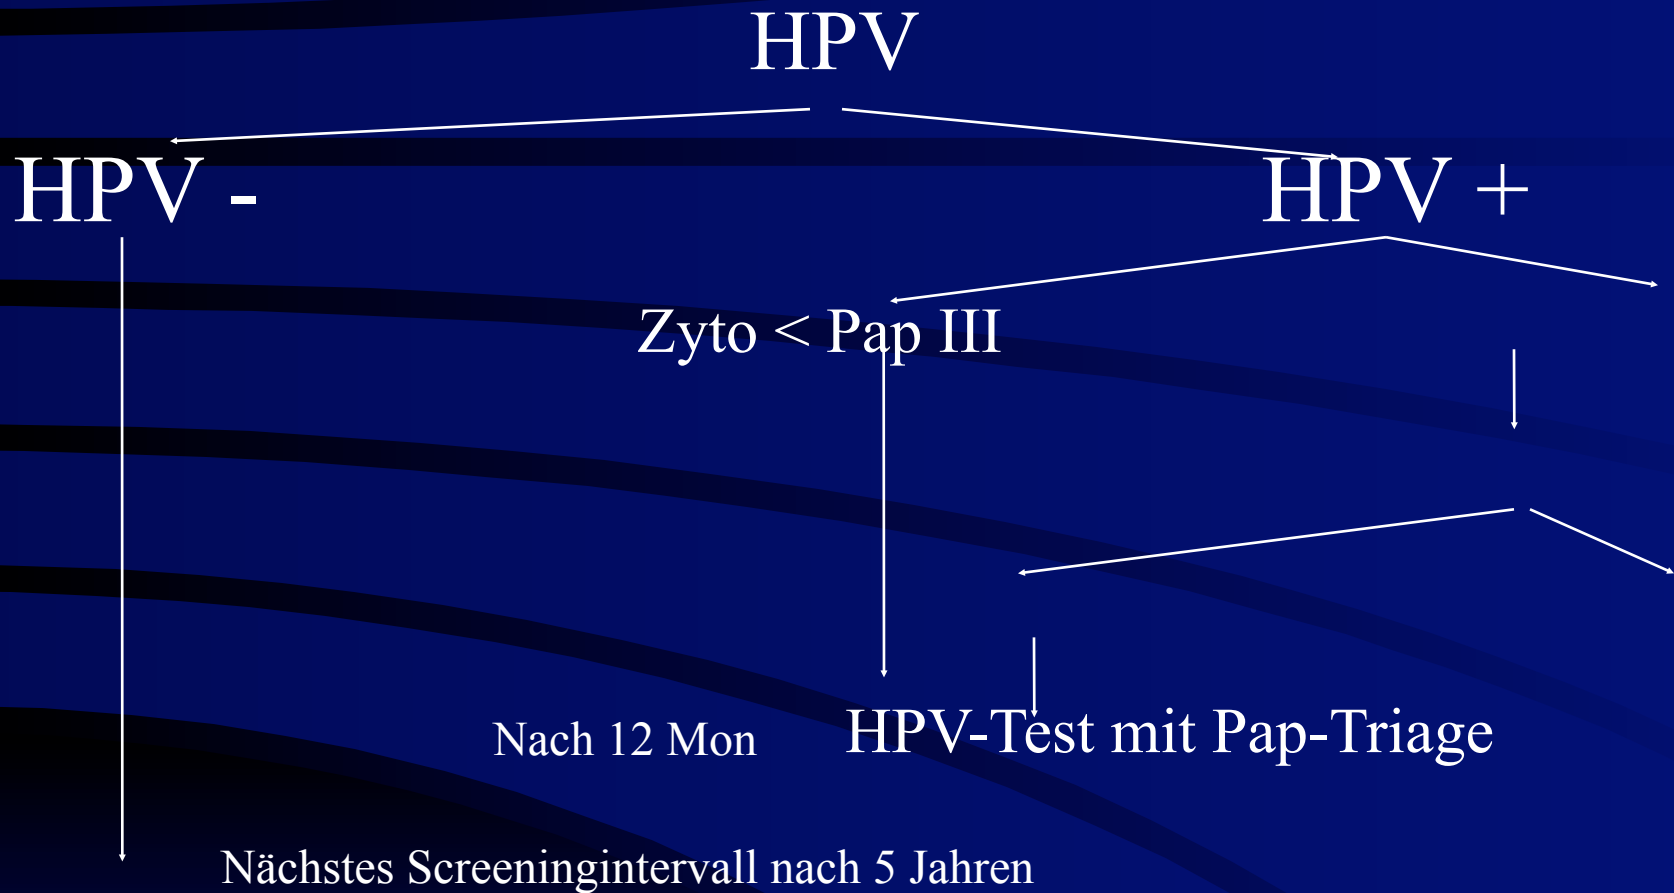 HPV
HPV -
HPV +
Zyto < Pap III
Nach 12 Mon
HPV-Test mit Pap-Triage
Nächstes Screeningintervall nach 5 Jahren